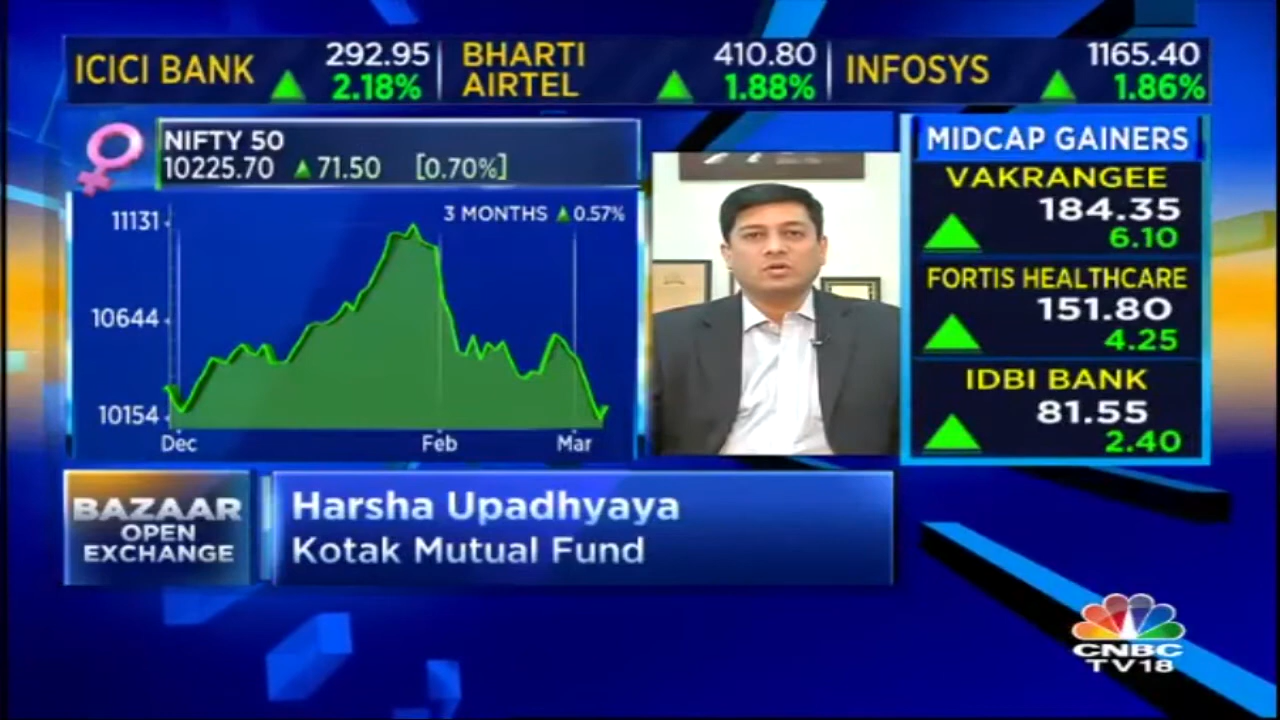 ICICI BANK
292.95
2.18%
BHARTI
AIRTEL
410.80
1.88%
INFOSYS
1165.40
1.86%
NIFTY 50
10225.70 71.50 [0.70%]
3 MONTHS 0.57%
11131
10644
10154
Dec Feb Mar
MIDCAP GAINERS
VAKRANGEE
184.35
6.10
FORTIS HEALTHCARE
151.80
4.25
IDBI BANK
81.55
2.40
BAZAAR
OPEN
EXCHANGE
Harsha Upadhyaya
Kotak Mutual Fund
CNBC
TV18